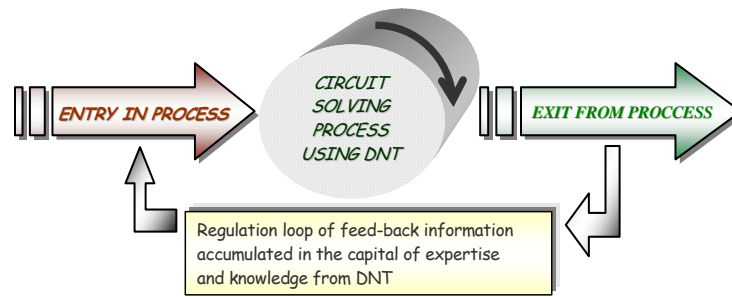 ENTRY IN PROCESS
CIRCUIT
SOLVING
PROCESS
USING DNT
EXIT FROM PROCCESS
Regulation loop of feed-back information
accumulated in the capital of expertise
and knowledge from DNT